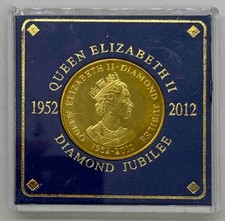 QUEEN ELIZABETH II
1952
2012
DIAMOND JUBILEE
QUEEN ELIZABETH II · DIAMOND JUBILEE
1952-2012